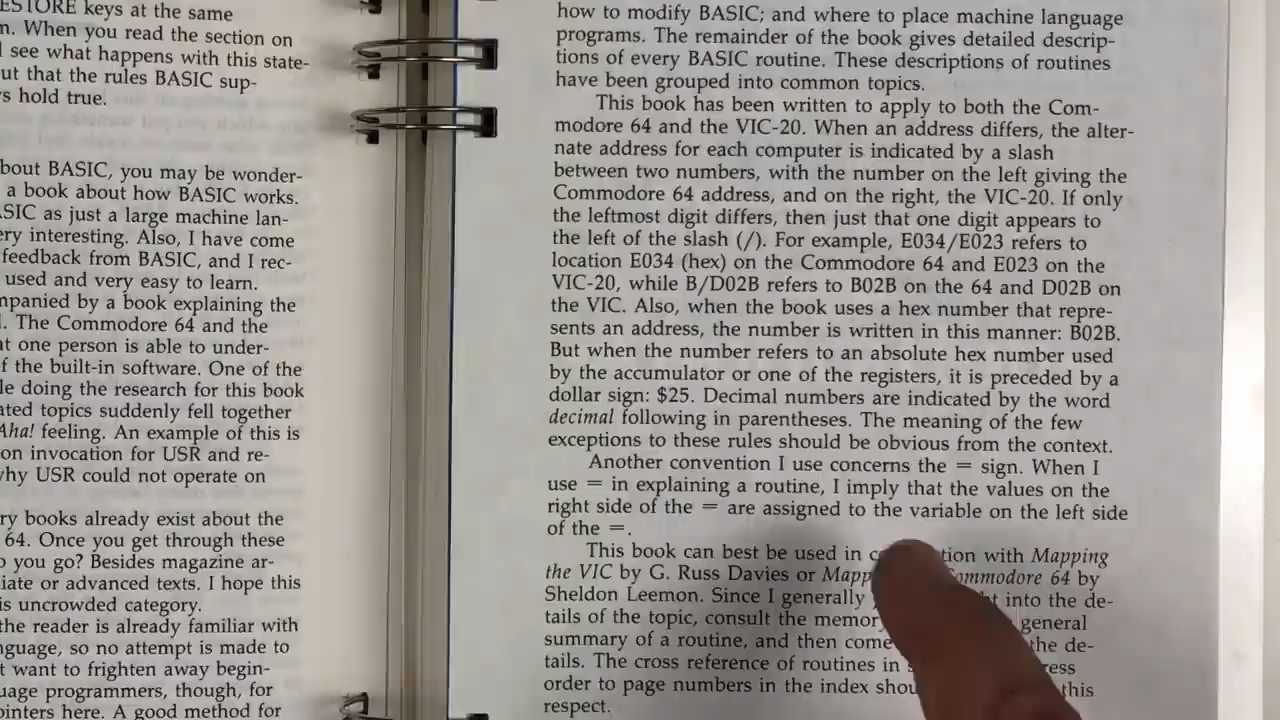 ESTORE keys at the same
m. When you read the section on
see what happens with this state-
ut that the rules BASIC sup-
s hold true.
bout BASIC, you may be wonder-
a book about how BASIC works.
SIC as just a large machine lan-
ery interesting. Also, I have come
feedback from BASIC, and I rec-
used and very easy to learn.
mpanied by a book explaining the
. The Commodore 64 and the
at one person is able to under-
f the built-in software. One of the
le doing the research for this book
ated topics suddenly fell together
Aha! feeling. An example of this is
on invocation for USR and re-
why USR could not operate on
ry books already exist about the
64. Once you get through these
o you go? Besides magazine ar-
iate or advanced texts. I hope this
is uncrowded category.
the reader is already familiar with
nguage, so no attempt is made to
t want to frighten away begin-
uage programmers, though, for
ointers here. A good method for
how to modify BASIC; and where to place machine language
programs. The remainder of the book gives detailed descrip-
tions of every BASIC routine. These descriptions of routines
have been grouped into common topics.
This book has been written to apply to both the Com-
modore 64 and the VIC-20. When an address differs, the alter-
nate address for each computer is indicated by a slash
between two numbers, with the number on the left giving the
Commodore 64 address, and on the right, the VIC-20. If only
the leftmost digit differs, then just that one digit appears to
the left of the slash (/). For example, E034/E023 refers to
location E034 (hex) on the Commodore 64 and E023 on the
VIC-20, while B/D02B refers to B02B on the 64 and D02B on
the VIC. Also, when the book uses a hex number that repre-
sents an address, the number is written in this manner: B02B.
But when the number refers to an absolute hex number used
by the accumulator or one of the registers, it is preceded by a
dollar sign: $25. Decimal numbers are indicated by the word
decimal following in parentheses. The meaning of the few
exceptions to these rules should be obvious from the context.
Another convention I use concerns the = sign. When I
use = in explaining a routine, I imply that the values on the
right side of the = are assigned to the variable on the left side
of the =.
This book can best be used in tion with Mapping
the VIC by G. Russ Davies or Mapp ommodore 64 by
Sheldon Leemon. Since I generally into the de-
tails of the topic, consult the memor general
summary of a routine, and then come the de-
tails. The cross reference of routines in ress
order to page numbers in the index shou this
respect.